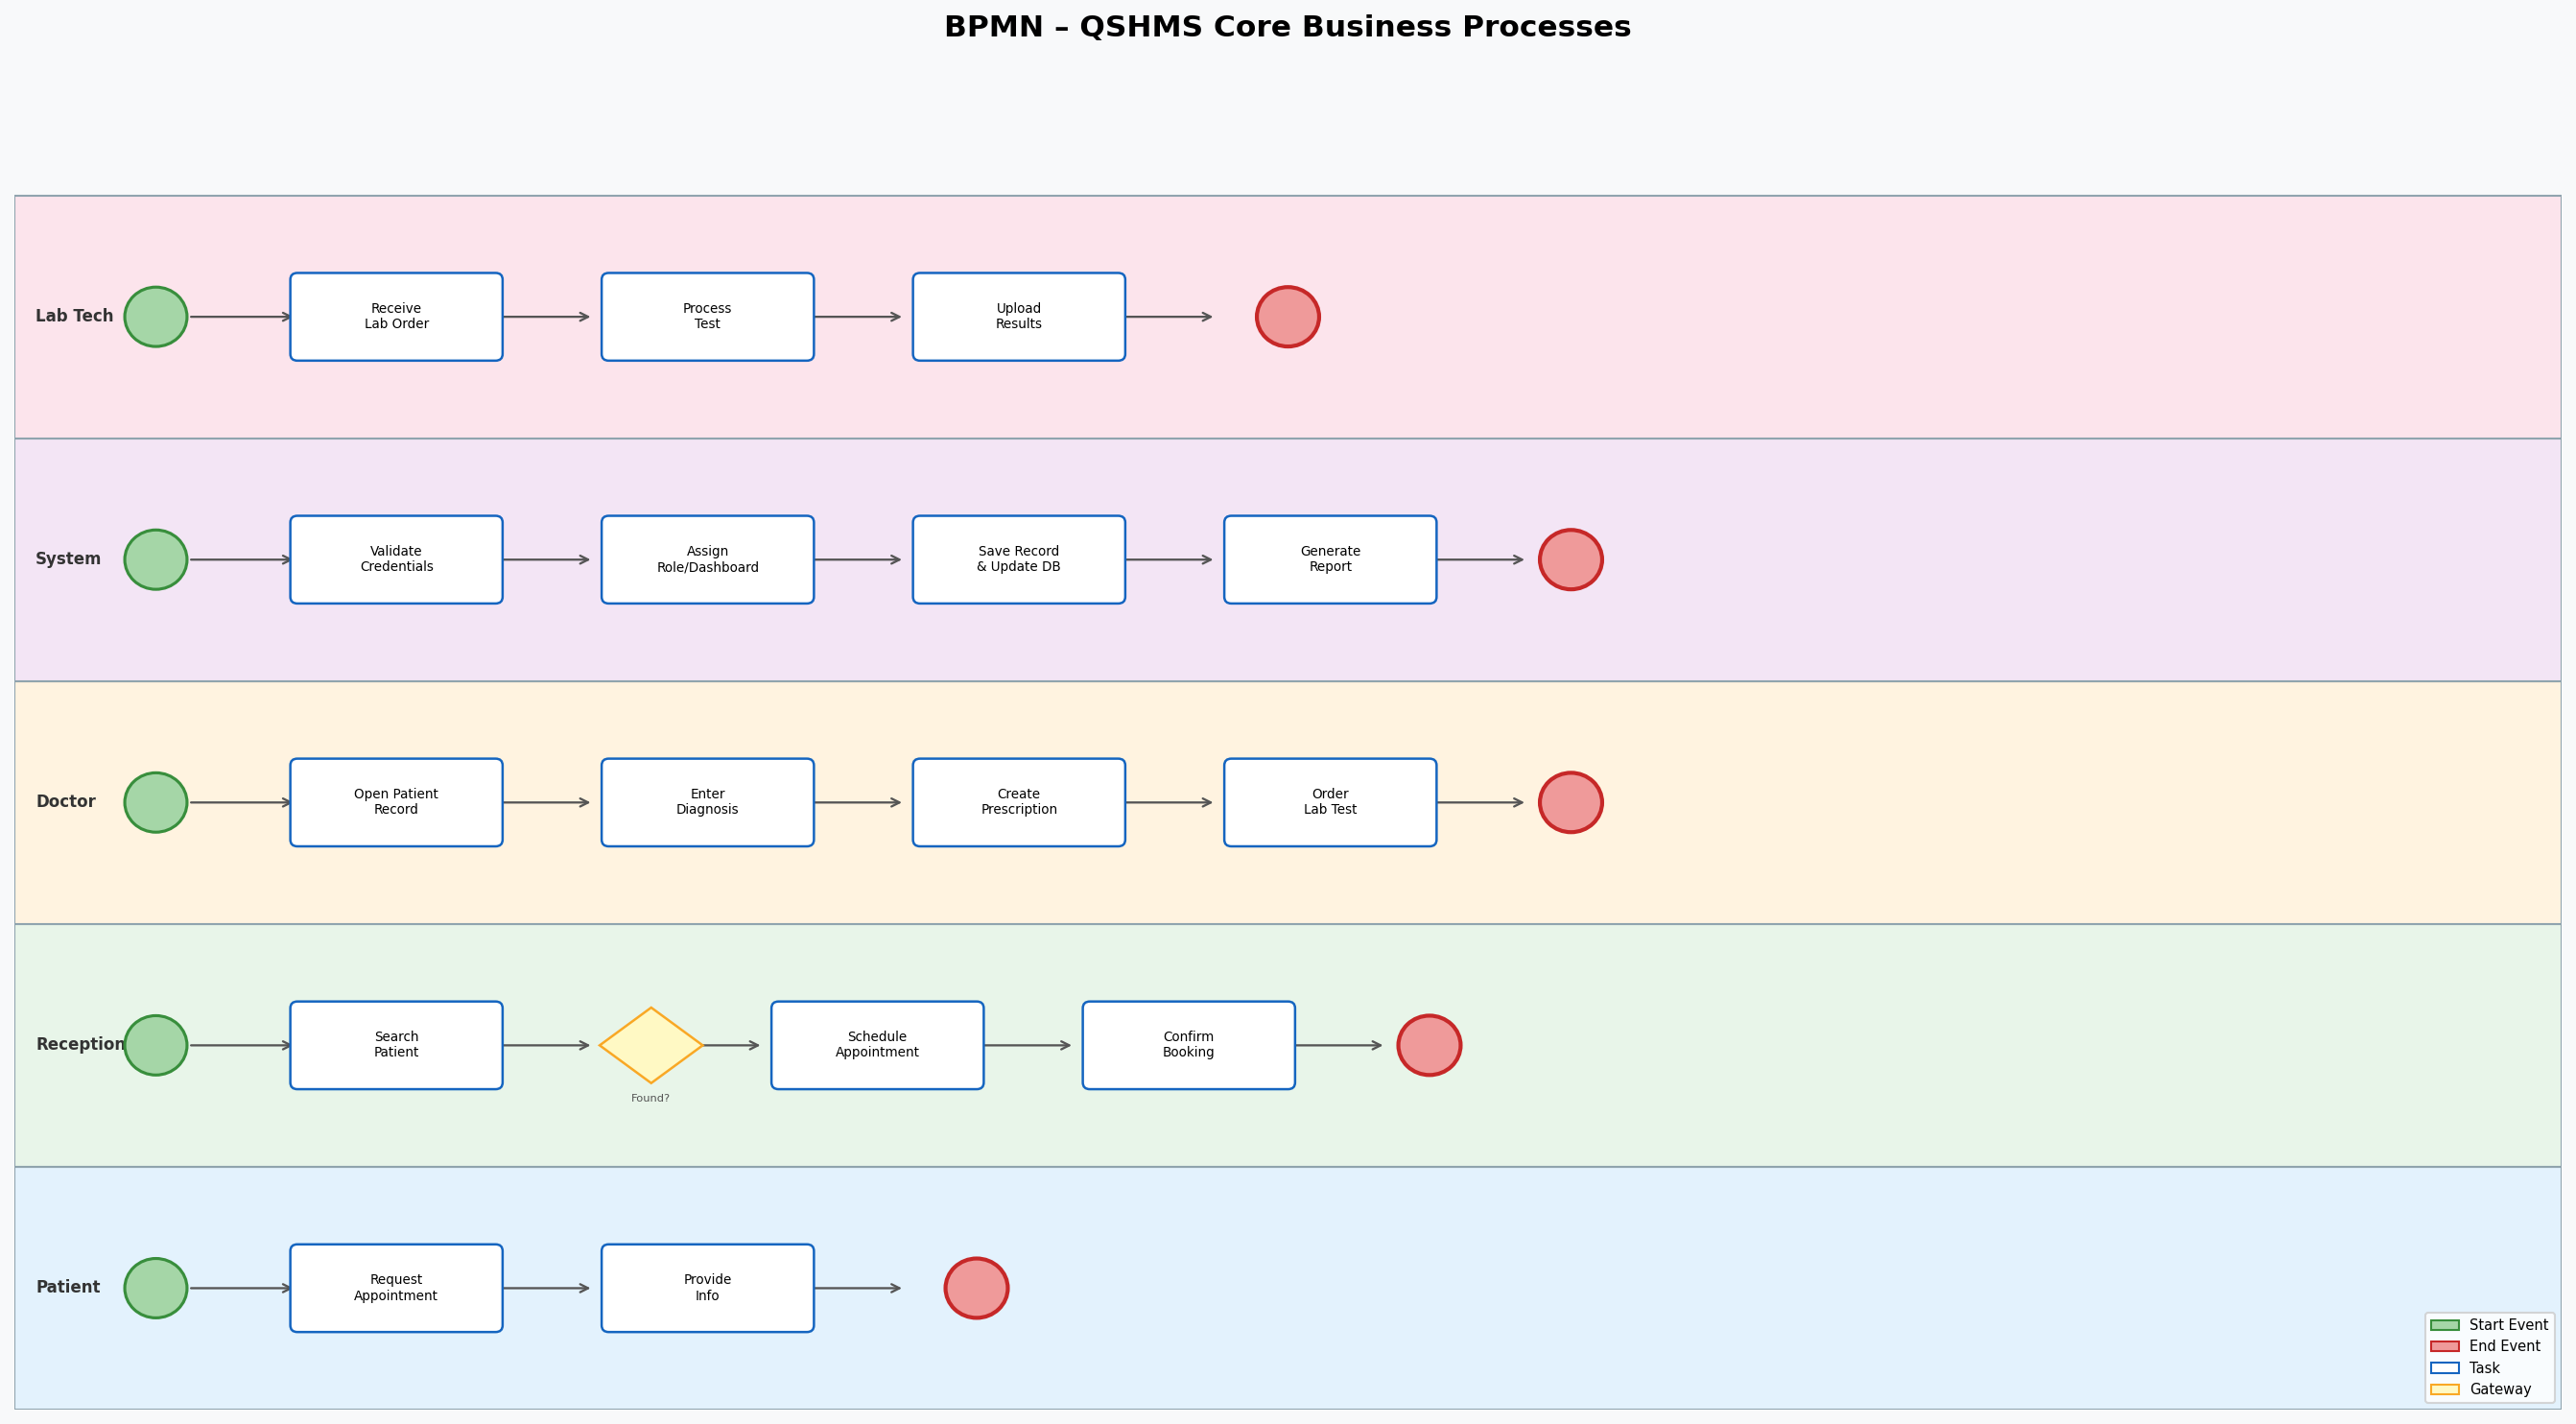 BPMN – QSHMS Core Business Processes
Lab Tech
Receive
Lab Order
Process
Test
Upload
Results
System
Validate
Credentials
Assign
Role/Dashboard
Save Record
& Update DB
Generate
Report
Doctor
Open Patient
Record
Enter
Diagnosis
Create
Prescription
Order
Lab Test
Reception
Search
Patient
Found?
Schedule
Appointment
Confirm
Booking
Patient
Request
Appointment
Provide
Info
Start Event
End Event
Task
Gateway